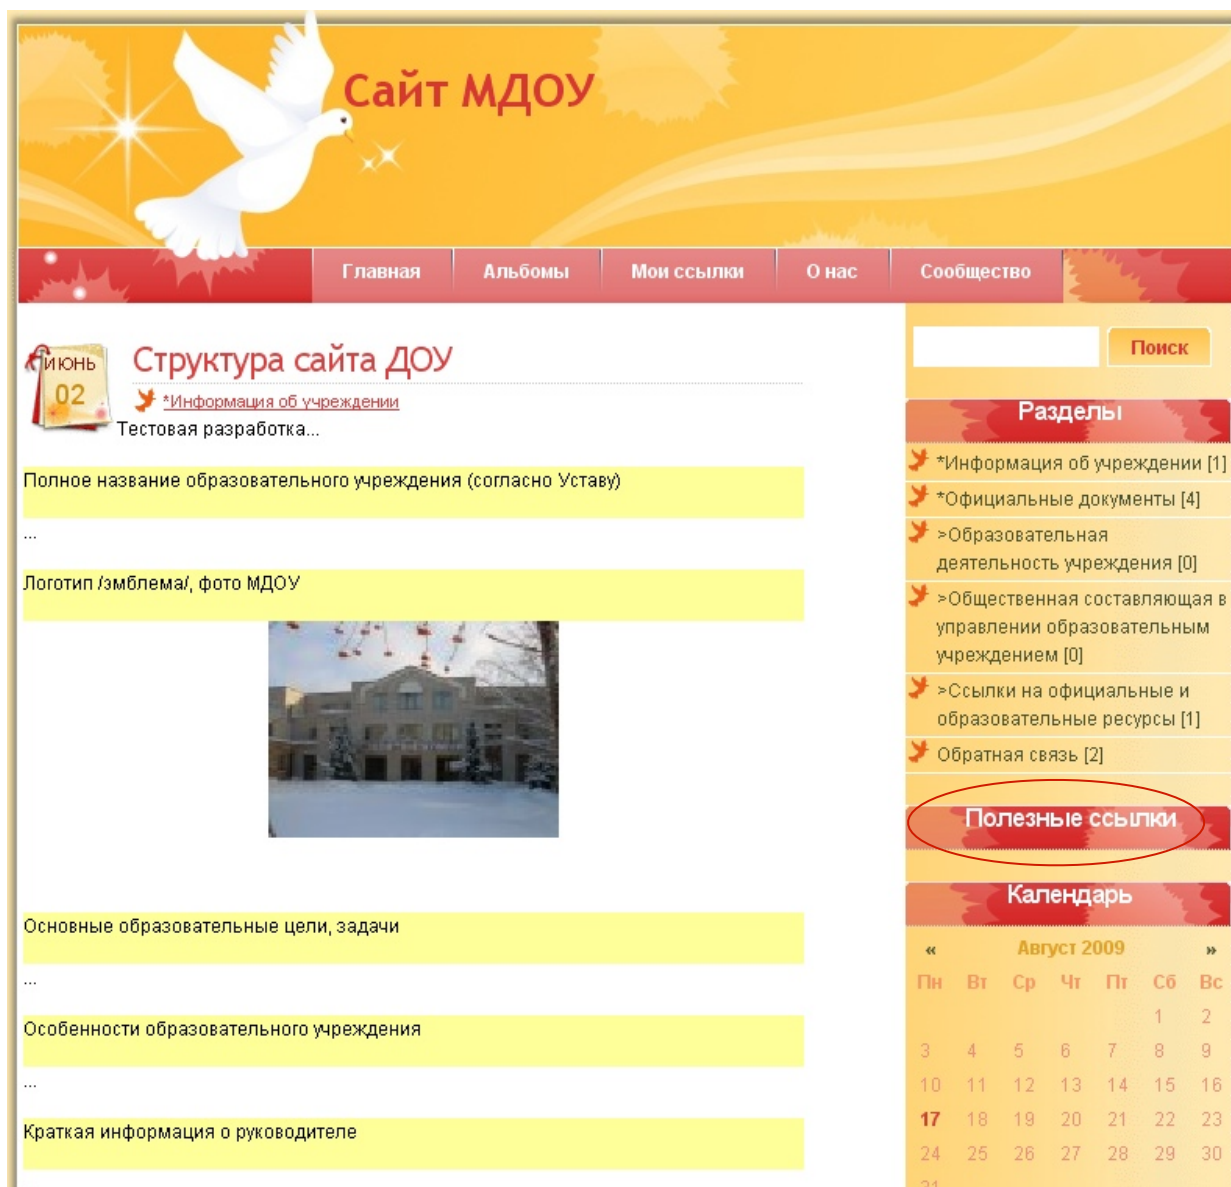 Сайт МДОУ
Главная
Альбомы
Мои ссылки
О нас
Сообщество
ИЮНЬ
02
Структура сайта ДОУ
*Информация об учреждении
Тестовая разработка...
Полное название образовательного учреждения (согласно Уставу)
...
Логотип /эмблема/, фото МДОУ
Основные образовательные цели, задачи
...
Особенности образовательного учреждения
...
Краткая информация о руководителе
Поиск
Разделы
*Информация об учреждении [1]
*Официальные документы [4]
>Образовательная
деятельность учреждения [0]
>Общественная составляющая в
управлении образовательным
учреждением [0]
>Ссылки на официальные и
образовательные ресурсы [1]
Обратная связь [2]
Полезные ссылки
Календарь
« Август 2009 »
Пн Вт Ср Чт Пт Сб Вс
1 2
3 4 5 6 7 8 9
10 11 12 13 14 15 16
17 18 19 20 21 22 23
24 25 26 27 28 29 30
31